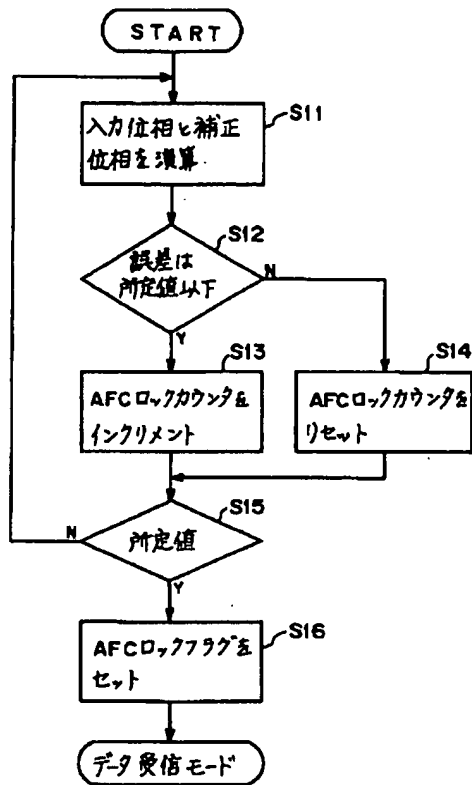 START
S11
入力位相と補正
位相を演算
S12
誤差は
所定値以下
N
Y
S13
AFCロックカウンタを
インクリメント
S14
AFCロックカウンタを
リセット
S15
所定値
N
Y
S16
AFCロックフラグを
セット
データ受信モード